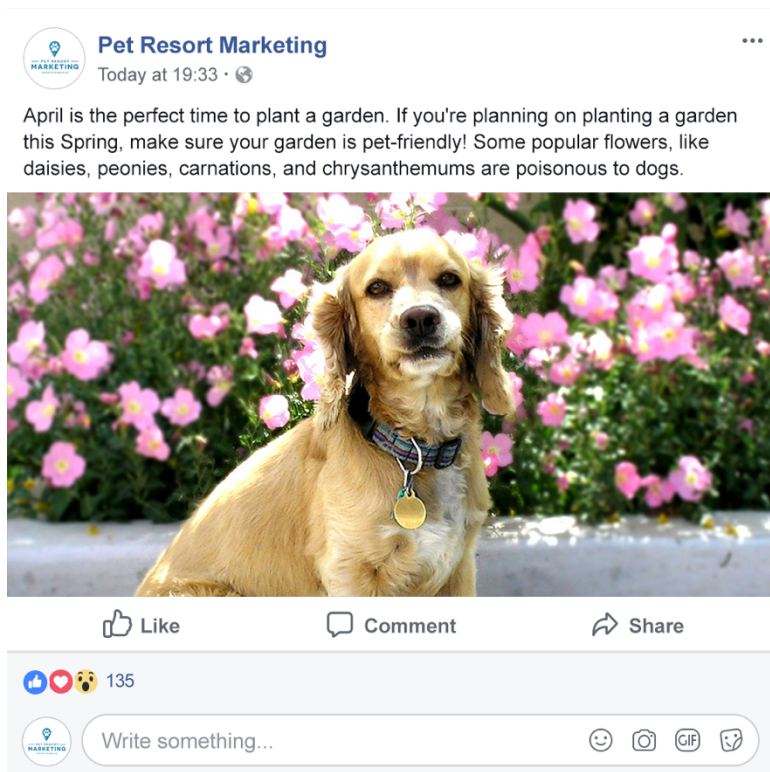 Pet Resort Marketing
Today at 19:33 ·
April is the perfect time to plant a garden. If you're planning on planting a garden
this Spring, make sure your garden is pet-friendly! Some popular flowers, like
daisies, peonies, carnations, and chrysanthemums are poisonous to dogs.
Like Comment Share
135
Write something...
GIF
PET RESORT
MARKETING
MARKETING